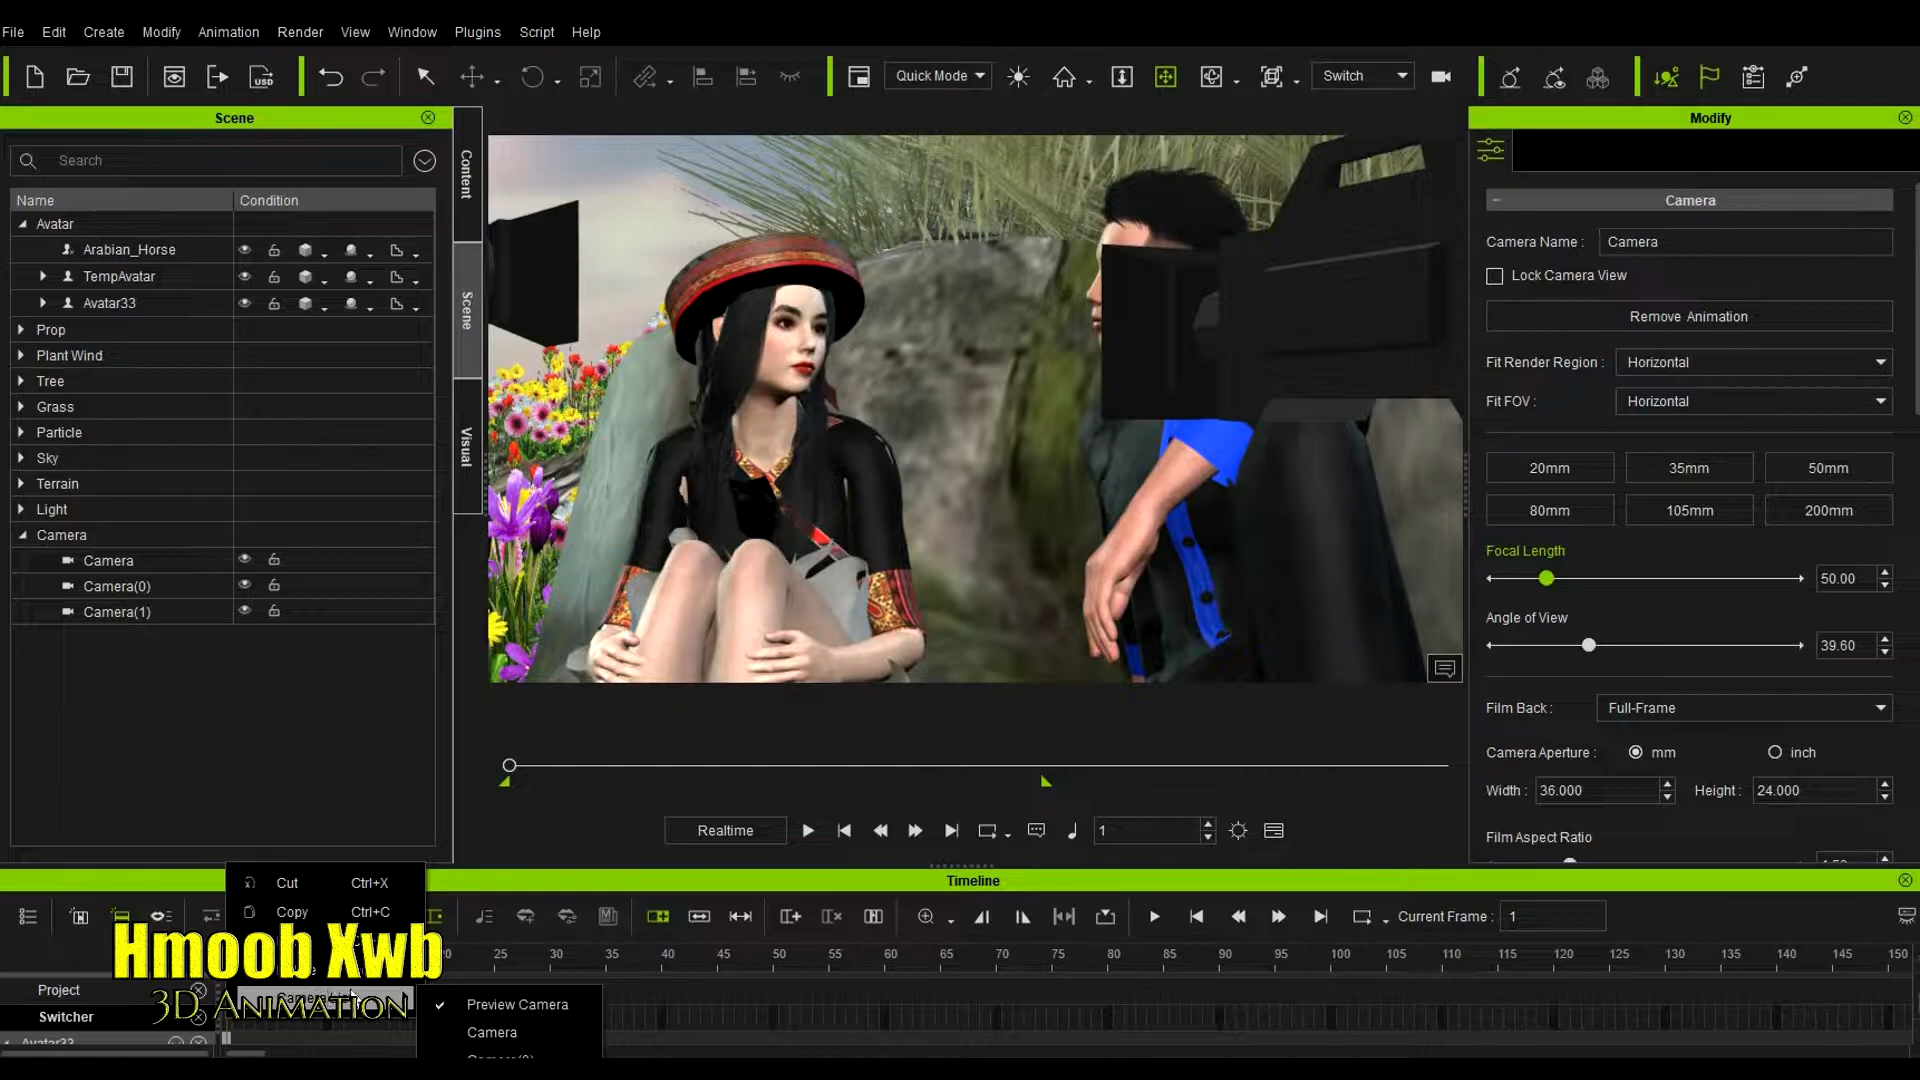 File Edit Create Modify Animation Render View Window Plugins Script Help
USD Quick Mode Switch
Scene
Modify
Search
Name Condition
Avatar
Arabian_Horse
TempAvatar
Avatar33
Prop
Plant Wind
Tree
Grass
Particle
Sky
Terrain
Light
Camera
Camera
Camera(0)
Camera(1)
Content
Scene
Visual
Camera
Camera Name : Camera
Lock Camera View
Remove Animation
Fit Render Region : Horizontal
Fit FOV : Horizontal
20mm 35mm 50mm
80mm 105mm 200mm
Focal Length
50.00
Angle of View
39.60
Film Back : Full-Frame
Camera Aperture : mm inch
Width : 36.000 Height : 24.000
Film Aspect Ratio
Realtime 1
Timeline
Cut Ctrl+X
Copy Ctrl+C
Current Frame : 1
25 30 35 40 45 50 55 60 65 70 75 80 85 90 95 100 105 110 115 120 125 130 135 140 145 150
Hmoob Xwb
3D Animation
Project
Switcher
Avatar33
Preview Camera
Camera
Camera(0)